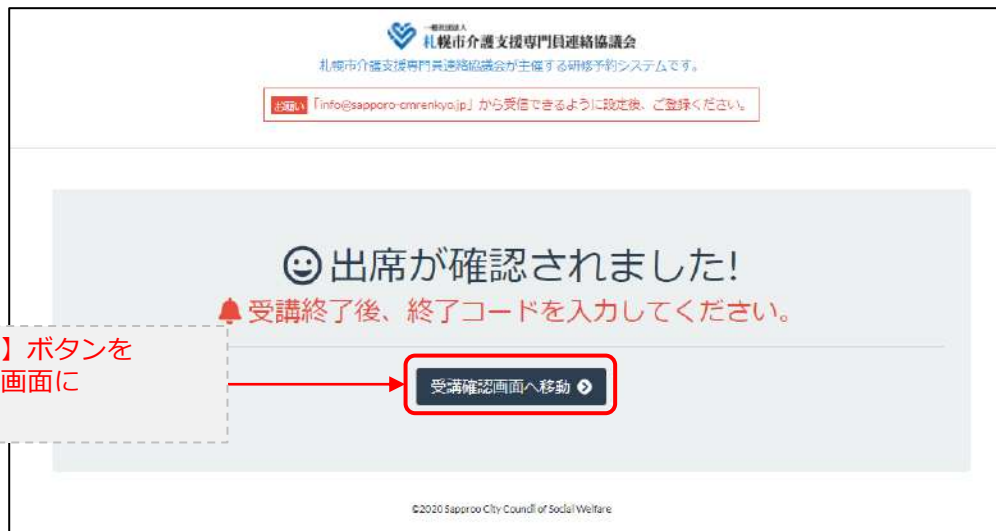 一般社団法人
札幌市介護支援専門員連絡協議会
札幌市介護支援専門員連絡協議会が主催する研修予約システムです。
お願い 「info@sapporo-cmrenkyo.jp」から受信できるように設定後、ご登録ください。
出席が確認されました!
受講終了後、終了コードを入力してください。
】ボタンを
画面に
受講確認画面へ移動
©2020 Sapproo City Council of Social Welfare